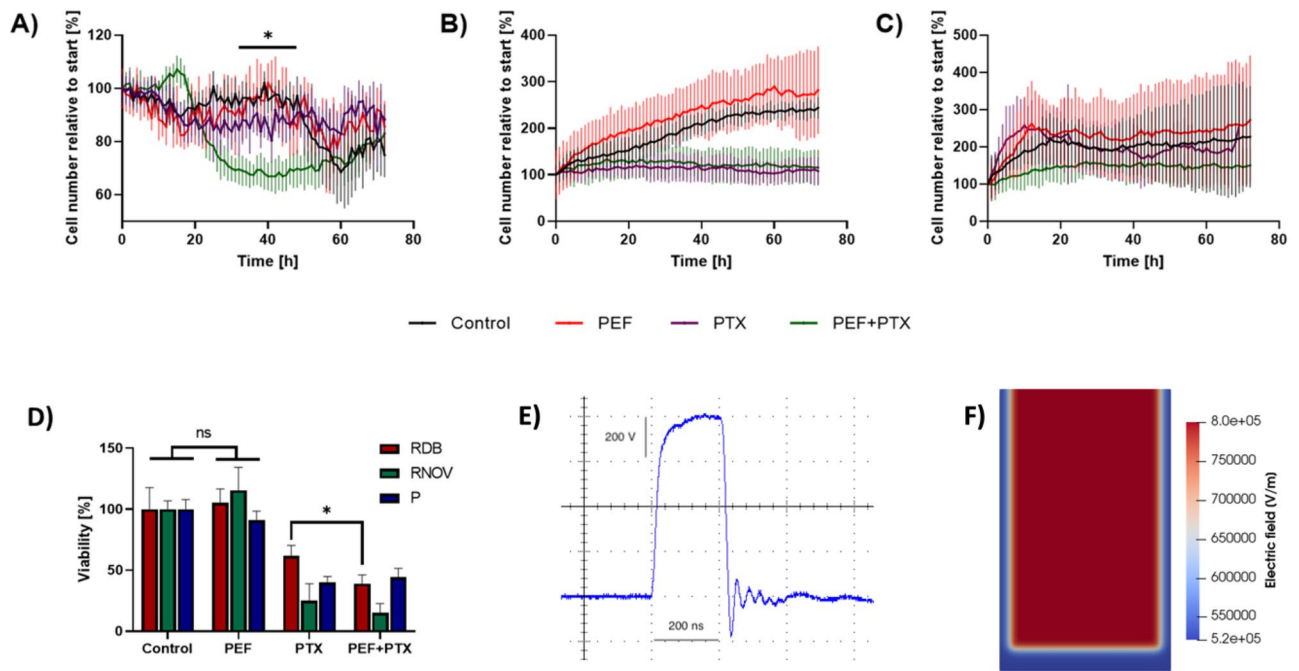 A)
Cell number relative to start [%]
120
100
80
60
*
0 20 40 60 80
Time [h]
B)
Cell number relative to start [%]
400
300
200
100
0
0 20 40 60 80
Time [h]
C)
Cell number relative to start [%]
500
400
300
200
100
0
0 20 40 60 80
Time [h]
Control PEF PTX PEF+PTX
D)
Viability [%]
150
100
50
0
ns
*
RDB
RNOV
P
Control PEF PTX PEF+PTX
E)
200 V
200 ns
F)
8.0e+05
750000
700000
650000
600000
5.2e+05
Electric field (V/m)